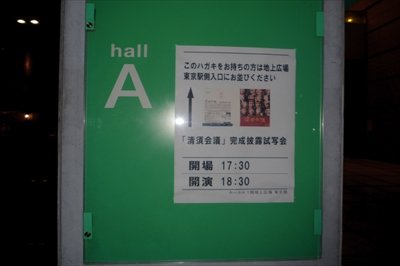 hall
A
このハガキをお持ちの方は地上広場
東京駅側入口にお並びください
「清須会議」完成披露試写会
開場 17:30
開演 18:30